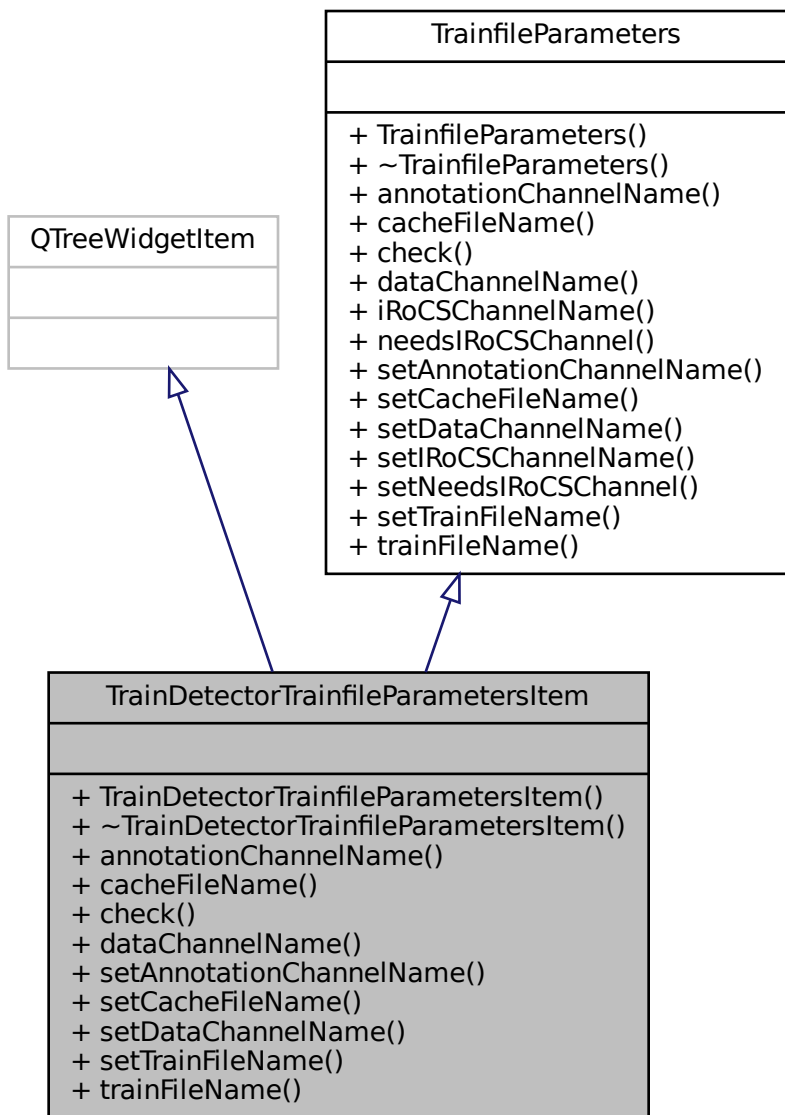 TrainfileParameters
+ TrainfileParameters()
+ ~TrainfileParameters()
+ annotationChannelName()
+ cacheFileName()
+ check()
+ dataChannelName()
+ iRoCSChannelName()
+ needsIRoCSChannel()
+ setAnnotationChannelName()
+ setCacheFileName()
+ setDataChannelName()
+ setIRoCSChannelName()
+ setNeedsIRoCSChannel()
+ setTrainFileName()
+ trainFileName()
QTreeWidgetItem
TrainDetectorTrainfileParametersItem
+ TrainDetectorTrainfileParametersItem()
+ ~TrainDetectorTrainfileParametersItem()
+ annotationChannelName()
+ cacheFileName()
+ check()
+ dataChannelName()
+ setAnnotationChannelName()
+ setCacheFileName()
+ setDataChannelName()
+ setTrainFileName()
+ trainFileName()